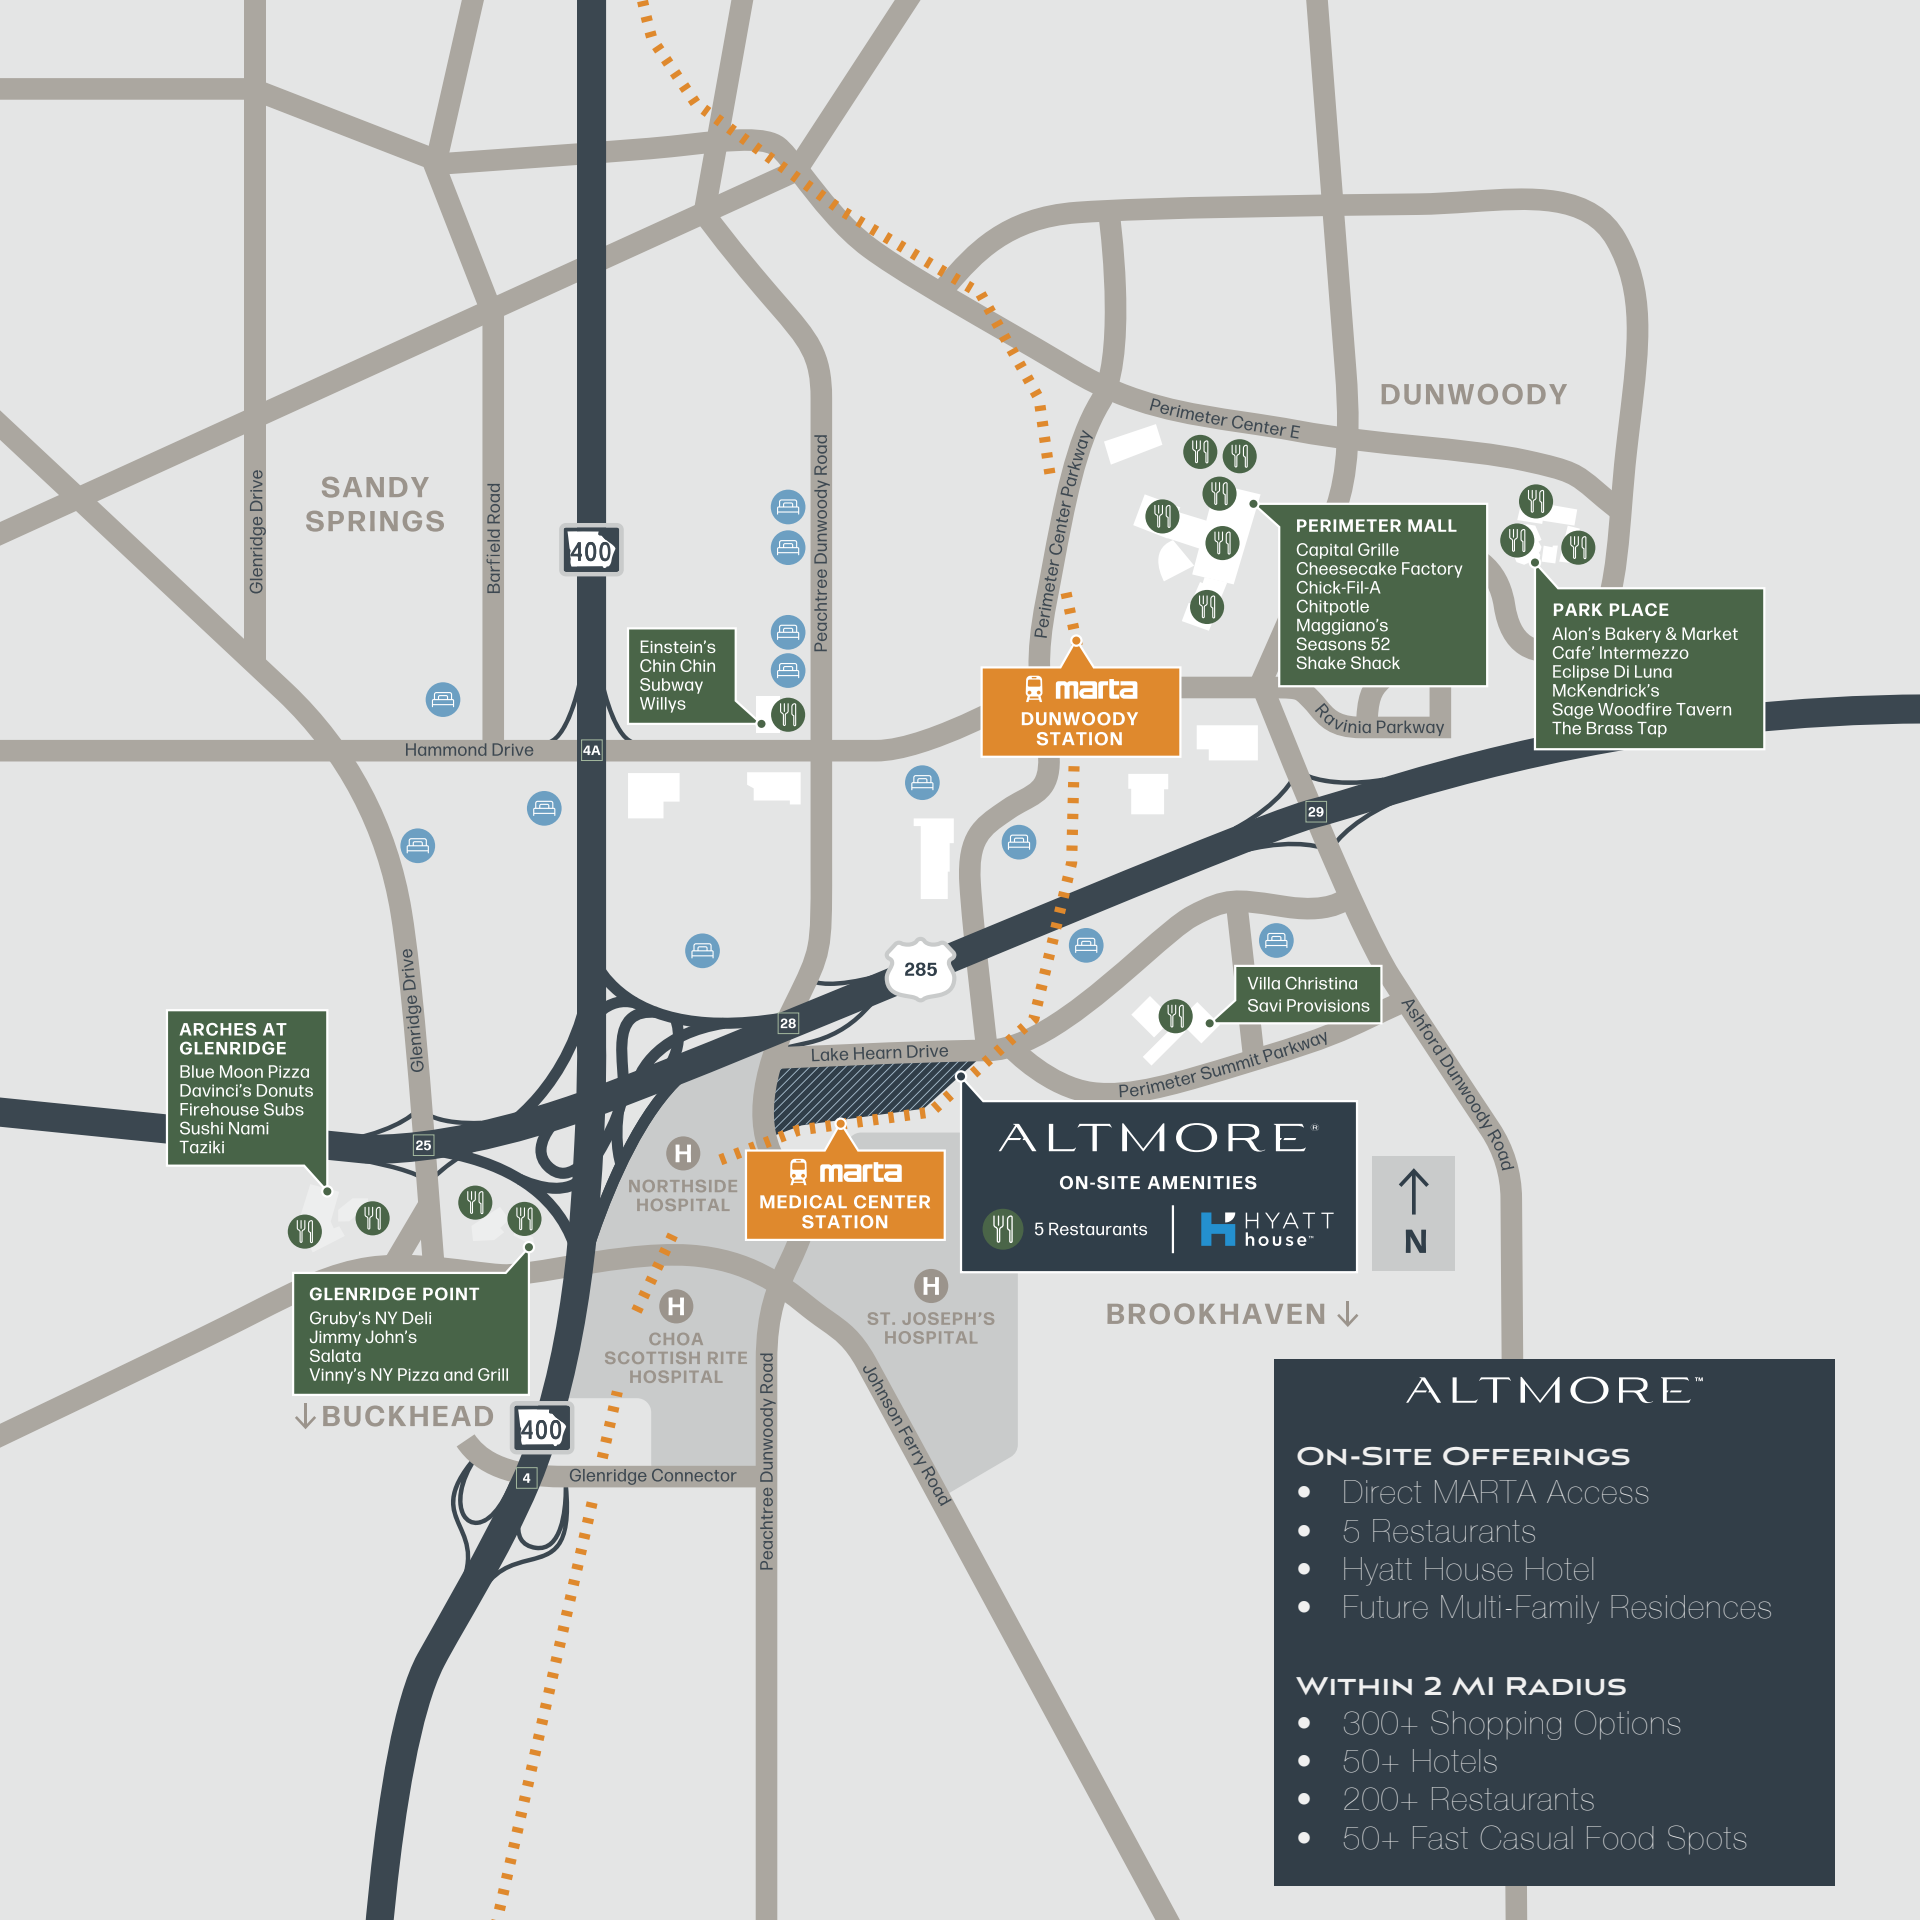 DUNWOODY
Perimeter Center E
Perimeter Center Parkway
Peachtree Dunwoody Road
SANDY
SPRINGS
Glenridge Drive
Barfield Road
400
PERIMETER MALL
Capital Grille
Cheesecake Factory
Chick-Fil-A
Chitpotle
Maggiano's
Seasons 52
Shake Shack
PARK PLACE
Alon's Bakery & Market
Cafe' Intermezzo
Eclipse Di Luna
McKendrick's
Sage Woodfire Tavern
The Brass Tap
Einstein's
Chin Chin
Subway
Willys
marta
DUNWOODY
STATION
Ravinia Parkway
Hammond Drive
4A
29
285
Glenridge Drive
Villa Christina
Savi Provisions
28
Lake Hearn Drive
Perimeter Summit Parkway
Ashford Dunwoody Road
ARCHES AT
GLENRIDGE
Blue Moon Pizza
Davinci's Donuts
Firehouse Subs
Sushi Nami
Taziki
25
H
NORTHSIDE
HOSPITAL
marta
MEDICAL CENTER
STATION
ALTMORE®
ON-SITE AMENITIES
5 Restaurants
HYATT
house™
N
GLENRIDGE POINT
Gruby's NY Deli
Jimmy John's
Salata
Vinny's NY Pizza and Grill
H
CHOA
SCOTTISH RITE
HOSPITAL
H
ST. JOSEPH'S
HOSPITAL
BROOKHAVEN ↓
↓ BUCKHEAD
400
4
Glenridge Connector
Peachtree Dunwoody Road
Johnson Ferry Road
ALTMORE™
ON-SITE OFFERINGS
• Direct MARTA Access
• 5 Restaurants
• Hyatt House Hotel
• Future Multi-Family Residences
WITHIN 2 MI RADIUS
• 300+ Shopping Options
• 50+ Hotels
• 200+ Restaurants
• 50+ Fast Casual Food Spots